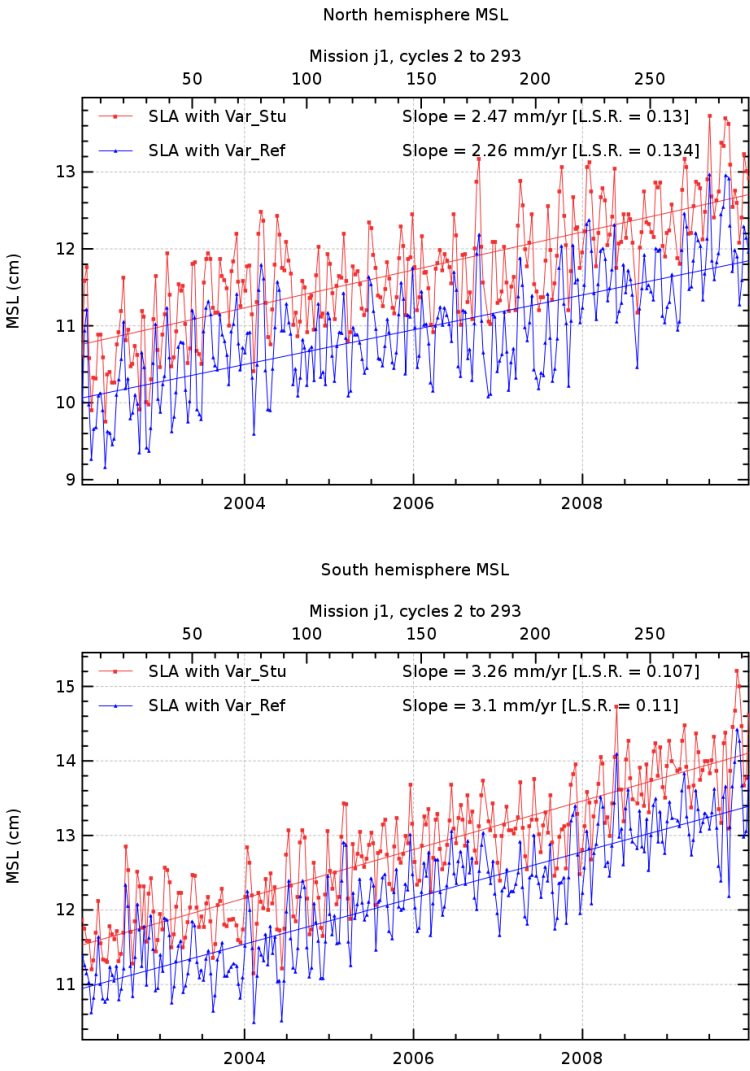 North hemisphere MSL
Mission j1, cycles 2 to 293
50 100 150 200 250
SLA with Var_Stu Slope = 2.47 mm/yr [L.S.R. = 0.13]
SLA with Var_Ref Slope = 2.26 mm/yr [L.S.R. = 0.134]
MSL (cm)
13
12
11
10
9
2004 2006 2008
South hemisphere MSL
Mission j1, cycles 2 to 293
50 100 150 200 250
SLA with Var_Stu Slope = 3.26 mm/yr [L.S.R. = 0.107]
SLA with Var_Ref Slope = 3.1 mm/yr [L.S.R. = 0.11]
MSL (cm)
15
14
13
12
11
2004 2006 2008